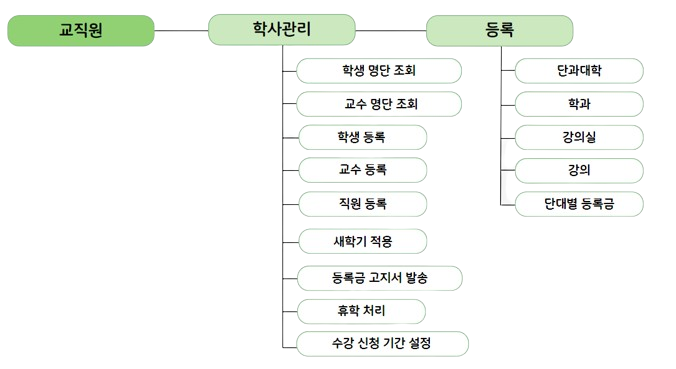 교직원
학사관리
등록
학생 명단 조회
교수 명단 조회
학생 등록
교수 등록
직원 등록
새학기 적용
등록금 고지서 발송
휴학 처리
수강 신청 기간 설정
단과대학
학과
강의실
강의
단대별 등록금